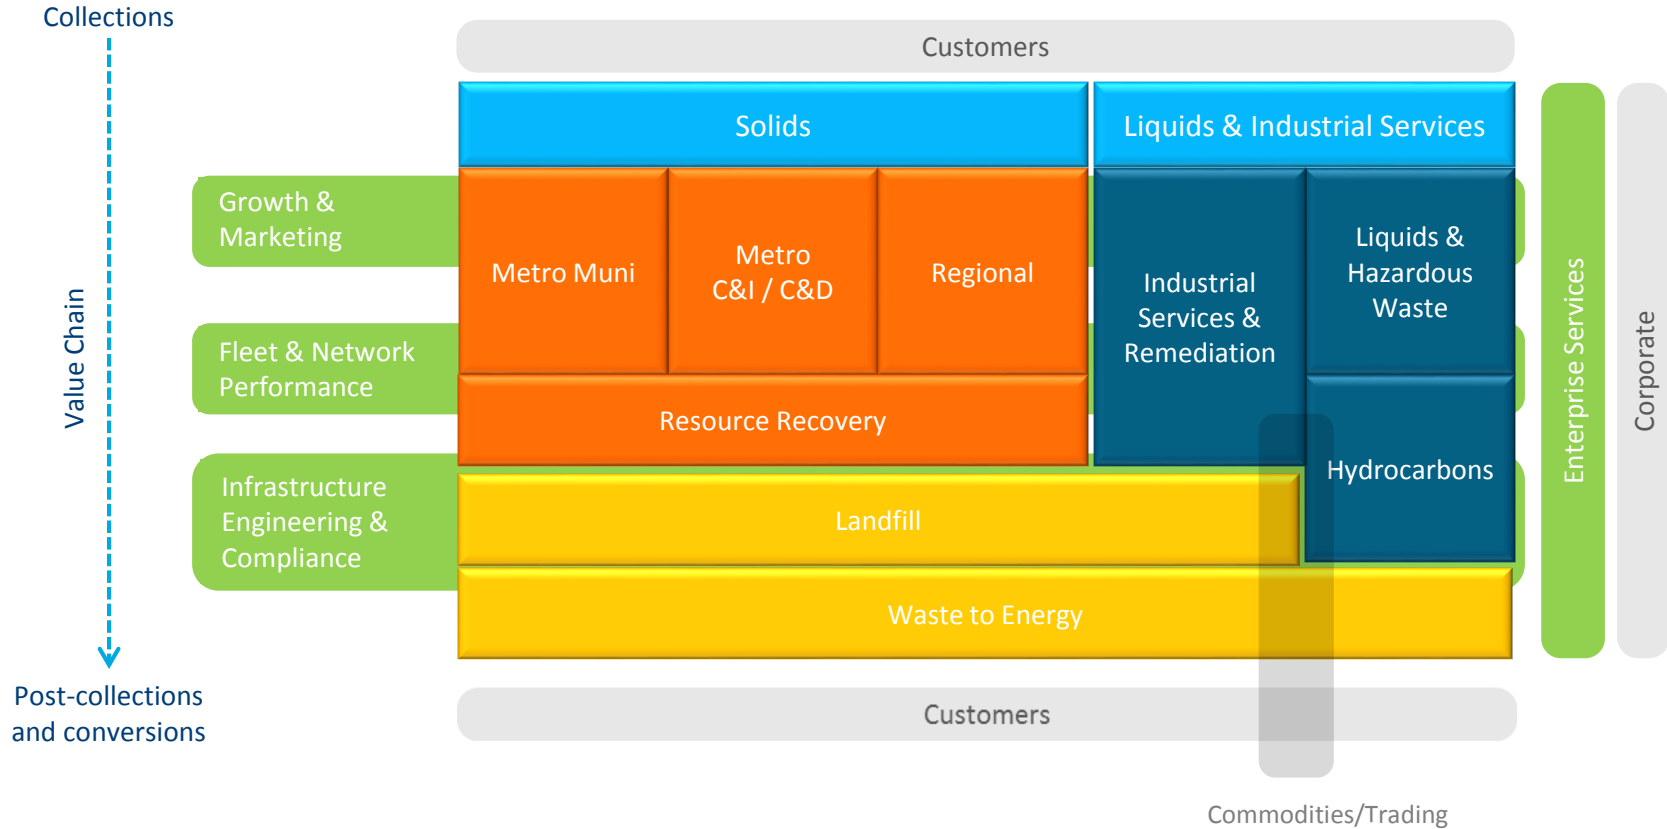 Collections
Customers
Solids
Liquids & Industrial Services
Growth &
Marketing
Metro Muni
Metro
C&I / C&D
Regional
Industrial
Services &
Remediation
Liquids &
Hazardous
Waste
Value Chain
Fleet & Network
Performance
Resource Recovery
Hydrocarbons
Enterprise Services
Corporate
Infrastructure
Engineering &
Compliance
Landfill
Waste to Energy
Post-collections
and conversions
Customers
Commodities/Trading